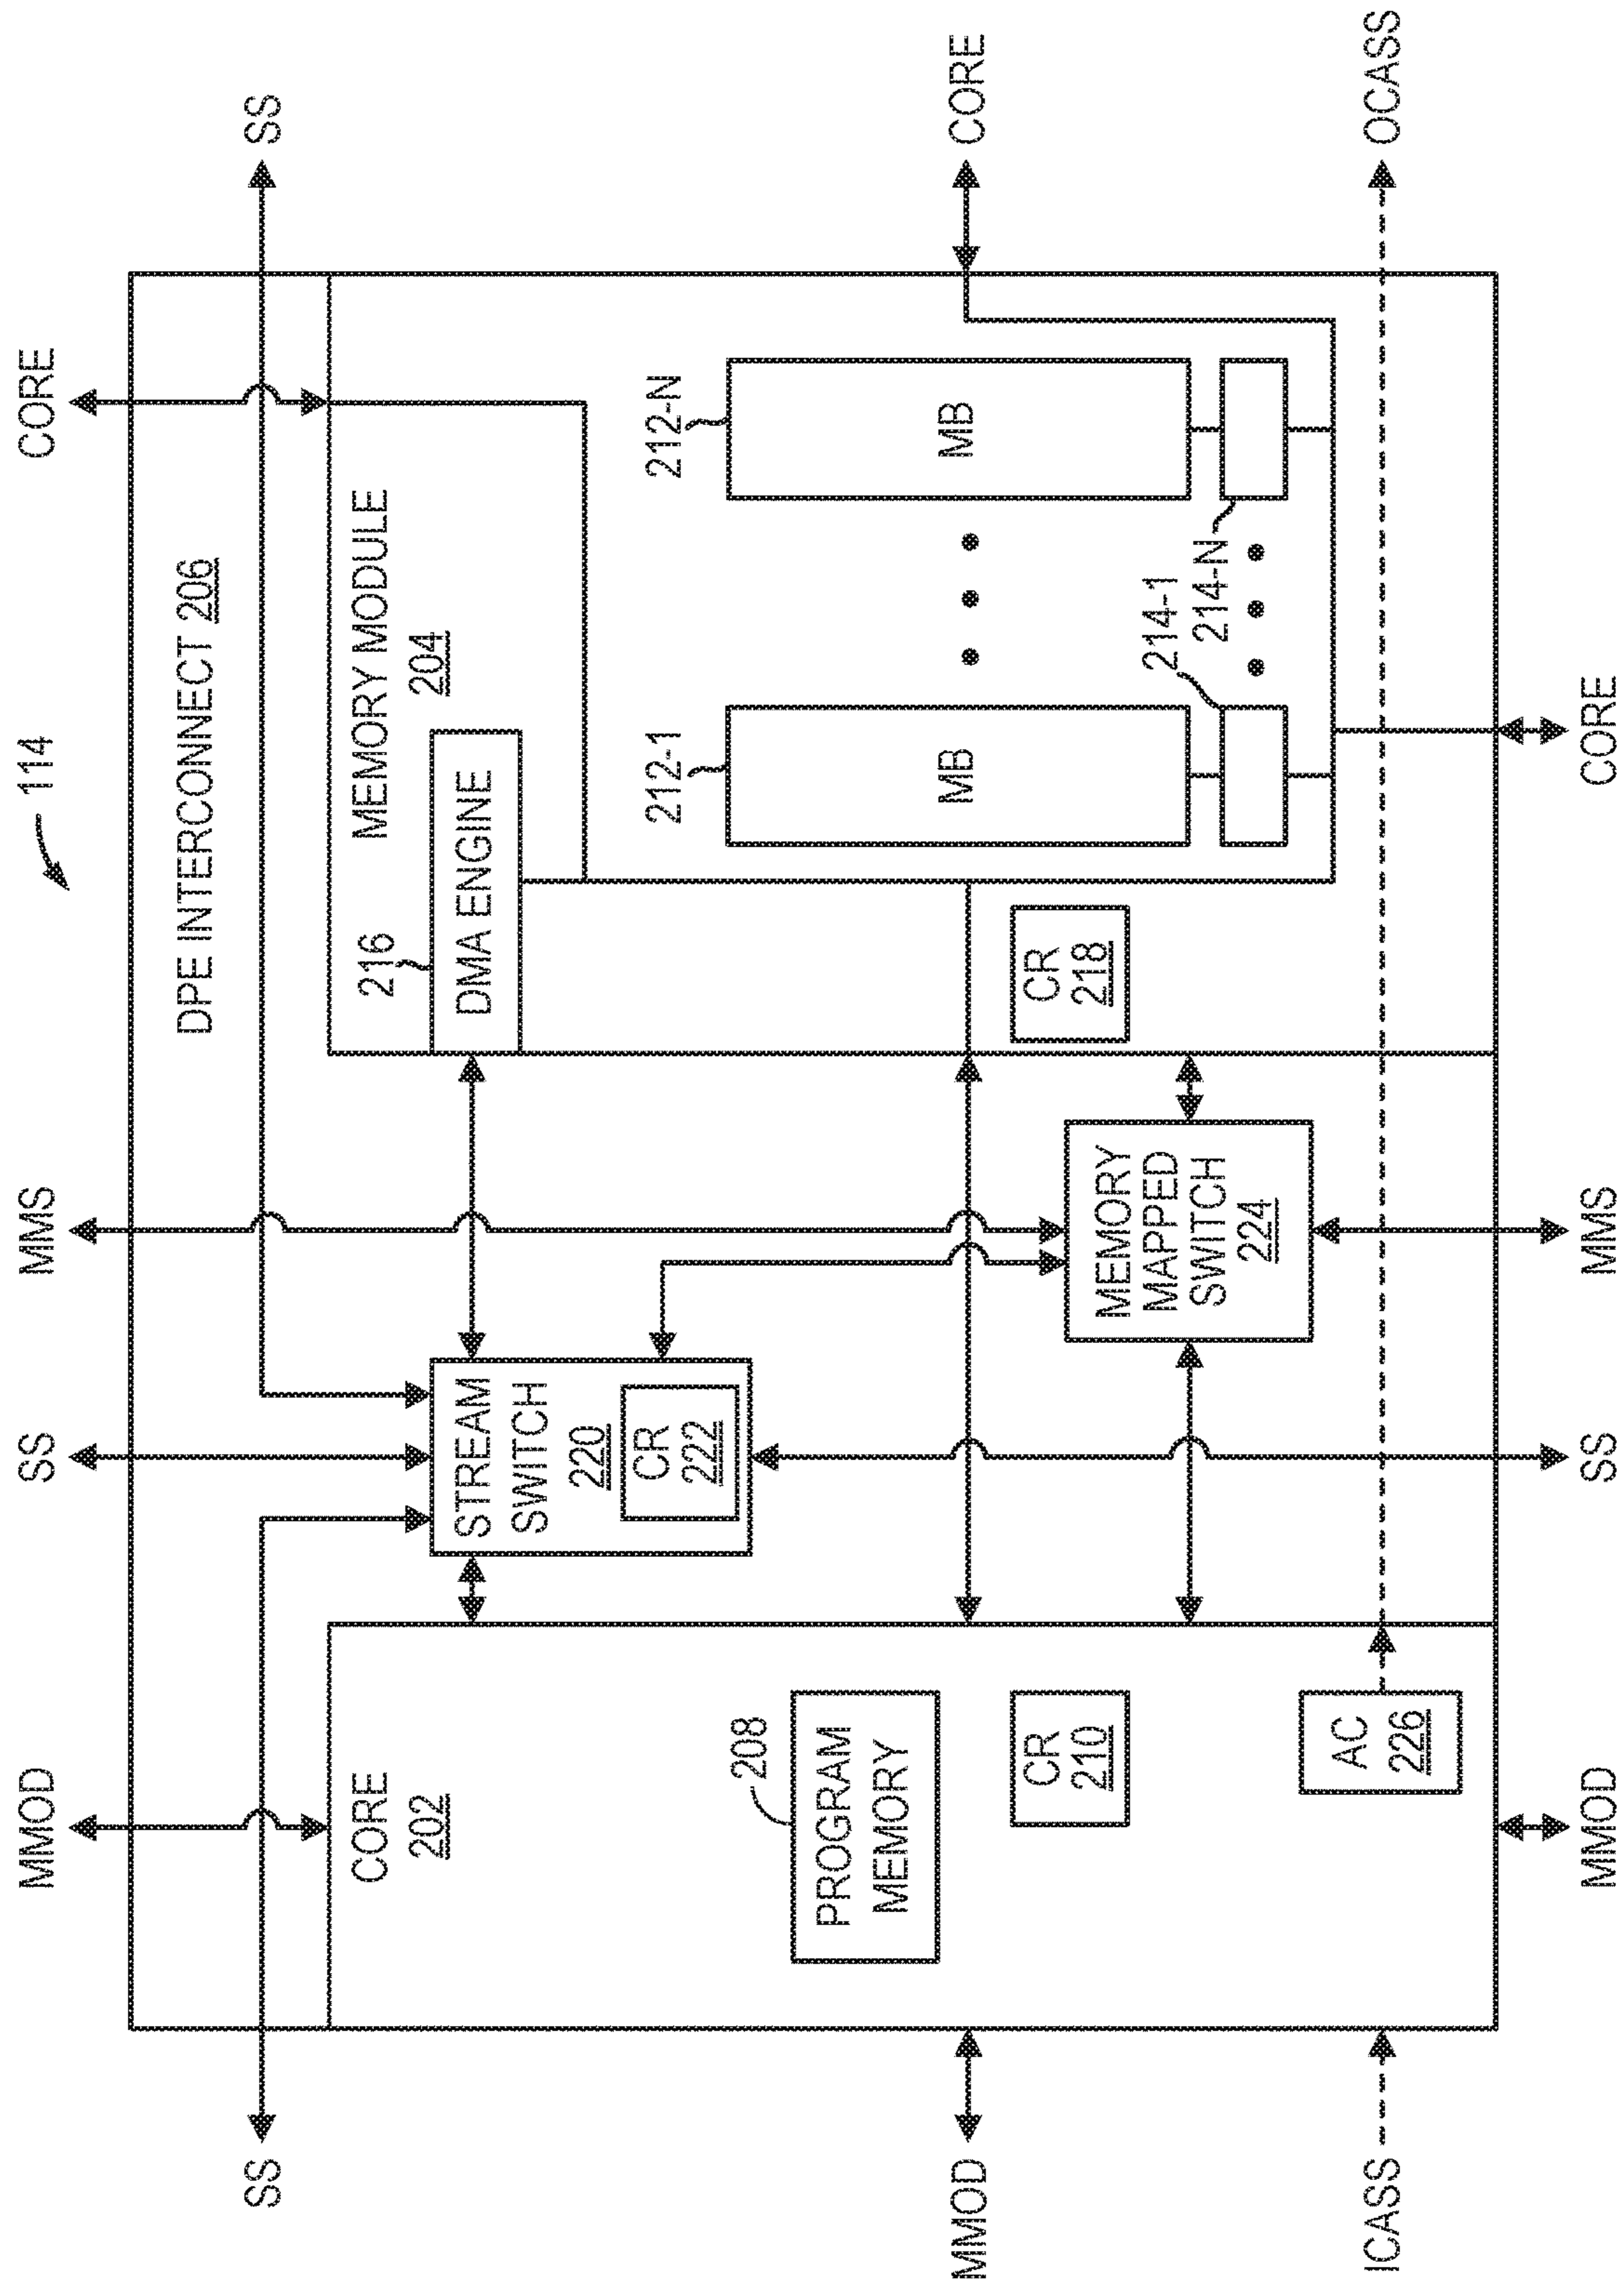 114
MMOD
SS
MMS
CORE
SS
SS
DPE INTERCONNECT 206
CORE
202
STREAM
SWITCH
220
CR
222
216
DMA ENGINE
MEMORY MODULE
204
208
PROGRAM
MEMORY
212-1
212-N
MB
MB
MMOD
CORE
CR
210
CR
218
MEMORY
MAPPED
SWITCH
224
214-1
214-N
AC
226
ICASS
OCASS
MMOD
SS
MMS
CORE